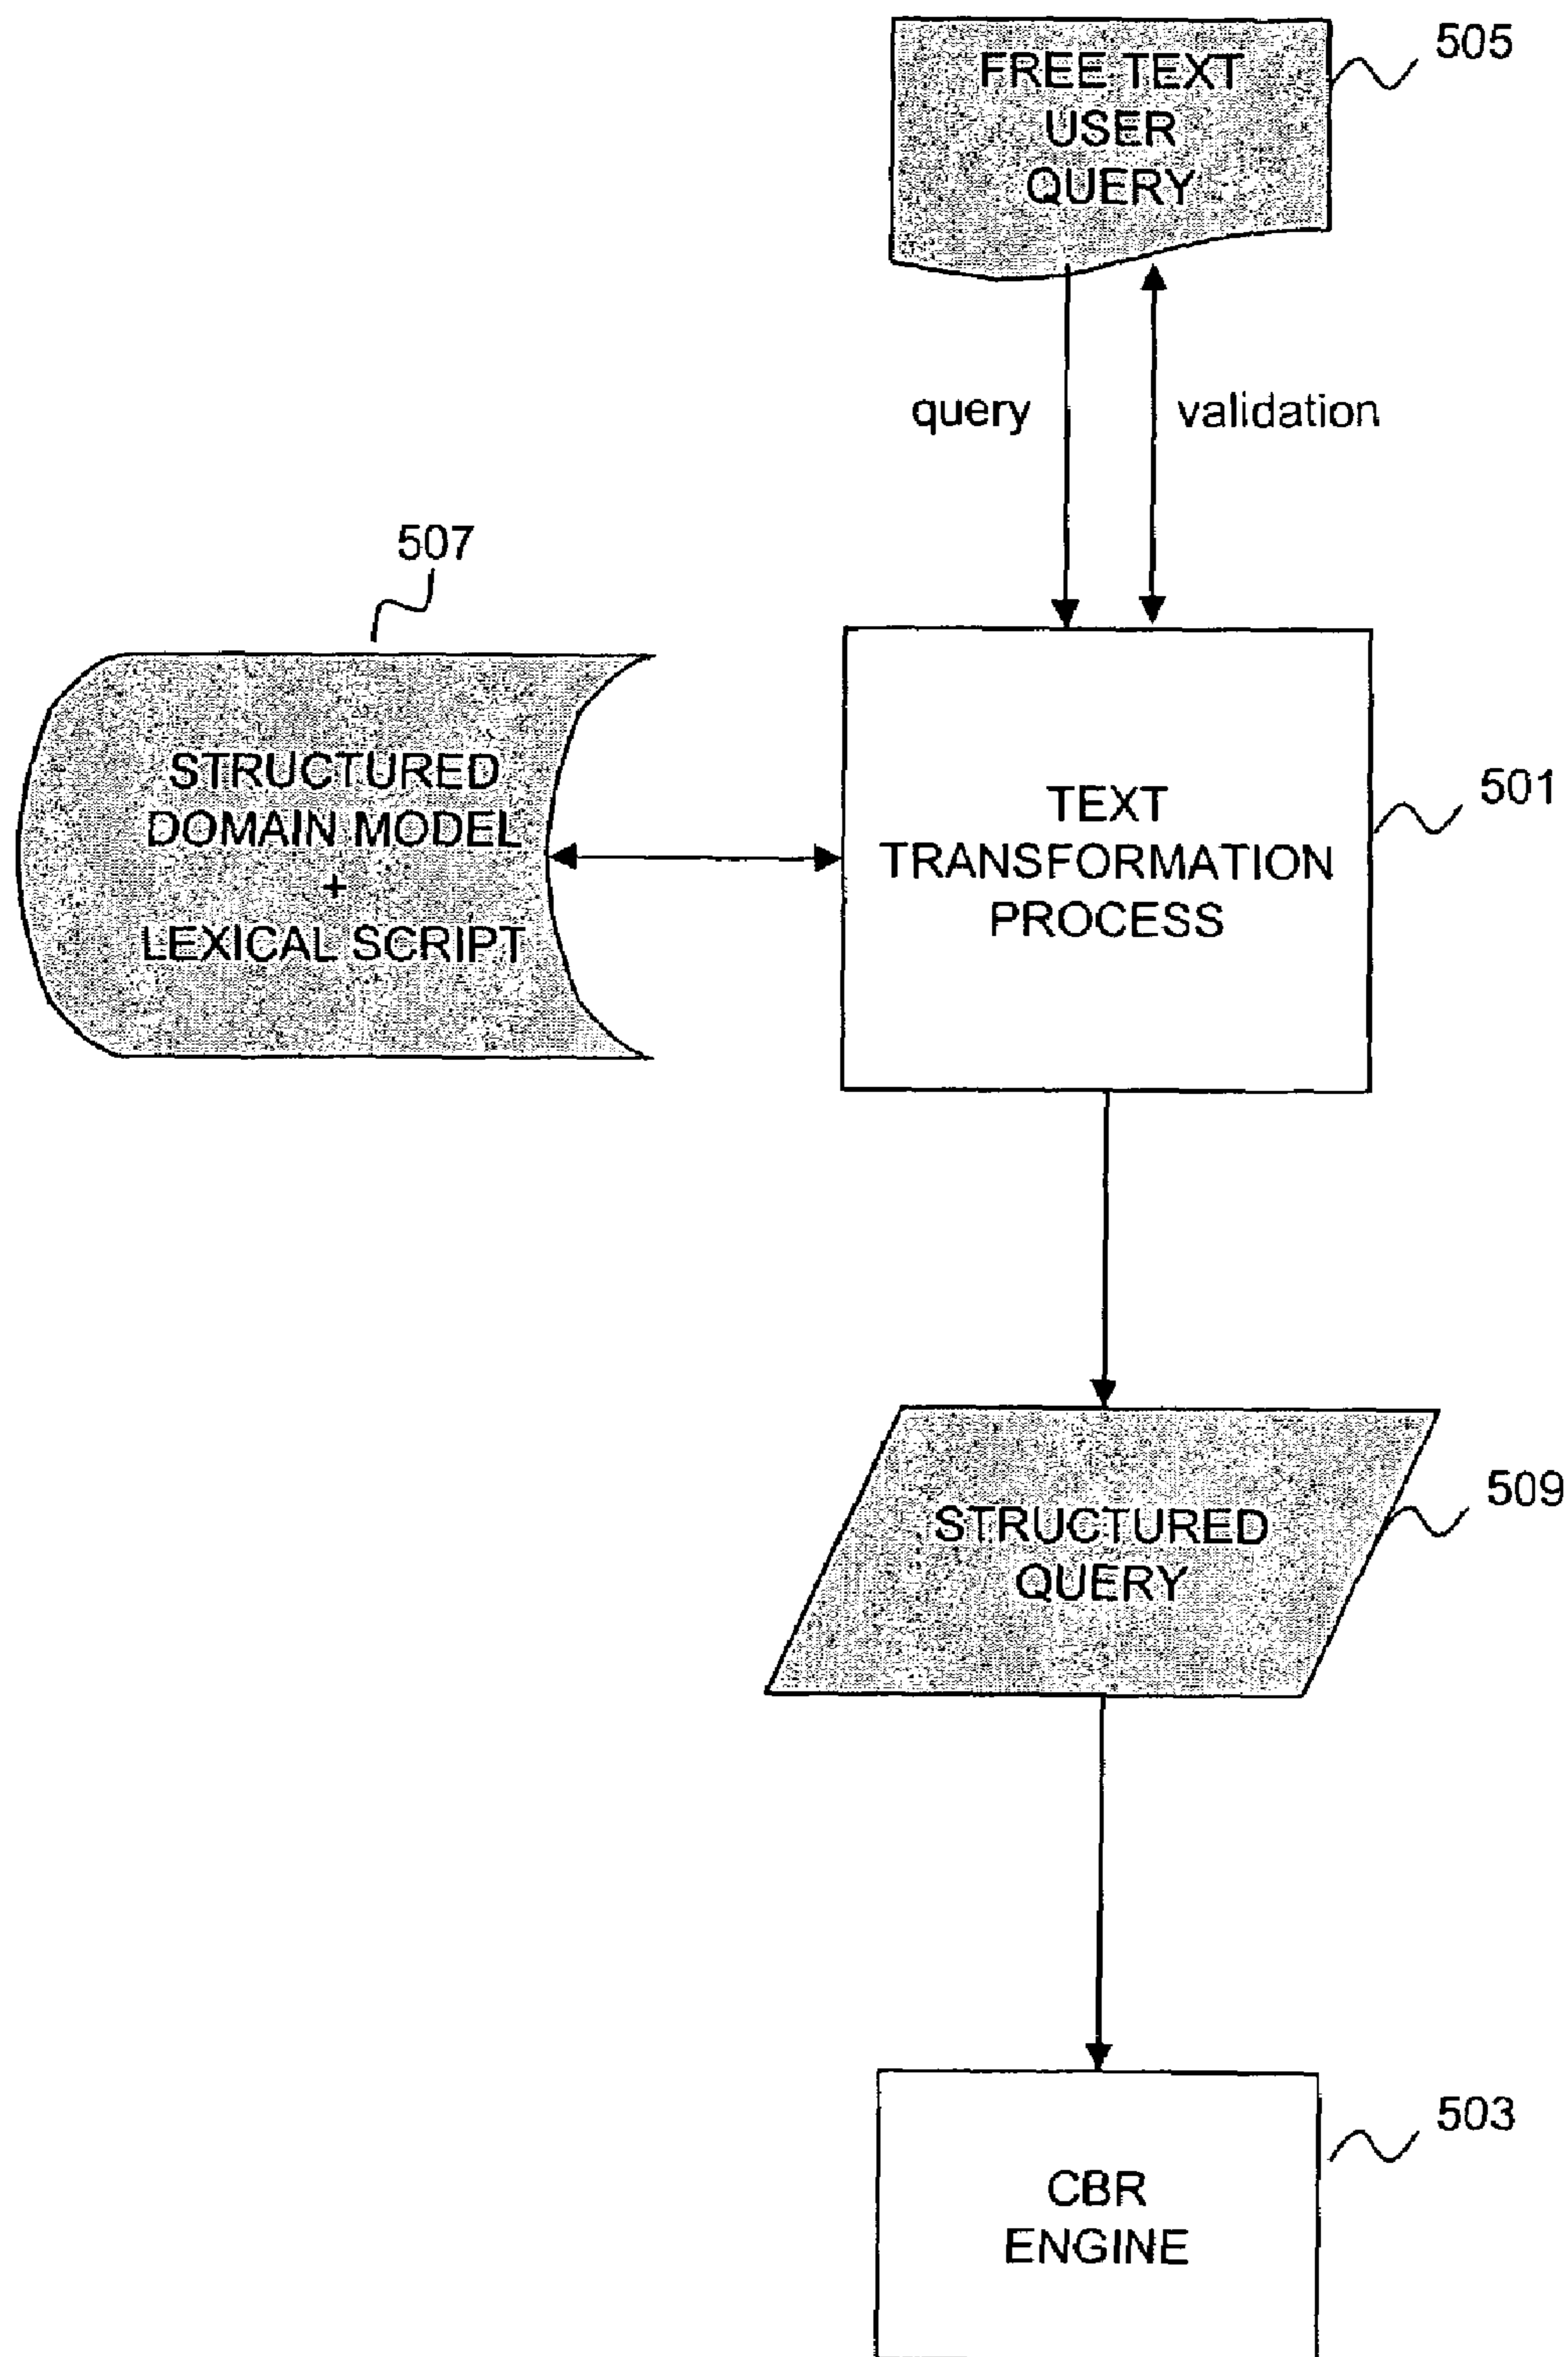 505
FREE TEXT
USER
QUERY
query
validation
507
STRUCTURED
DOMAIN MODEL
+
LEXICAL SCRIPT
501
TEXT
TRANSFORMATION
PROCESS
509
STRUCTURED
QUERY
503
CBR
ENGINE